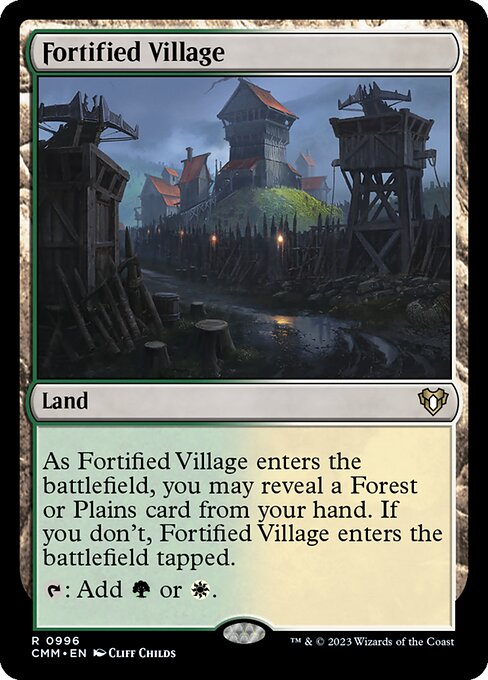 Fortified Village
Land
As Fortified Village enters the
battlefield, you may reveal a Forest
or Plains card from your hand. If
you don't, Fortified Village enters the
battlefield tapped.
: Add or .
R 0996
CMM • EN Cliff Childs
™ & © 2023 Wizards of the Coast